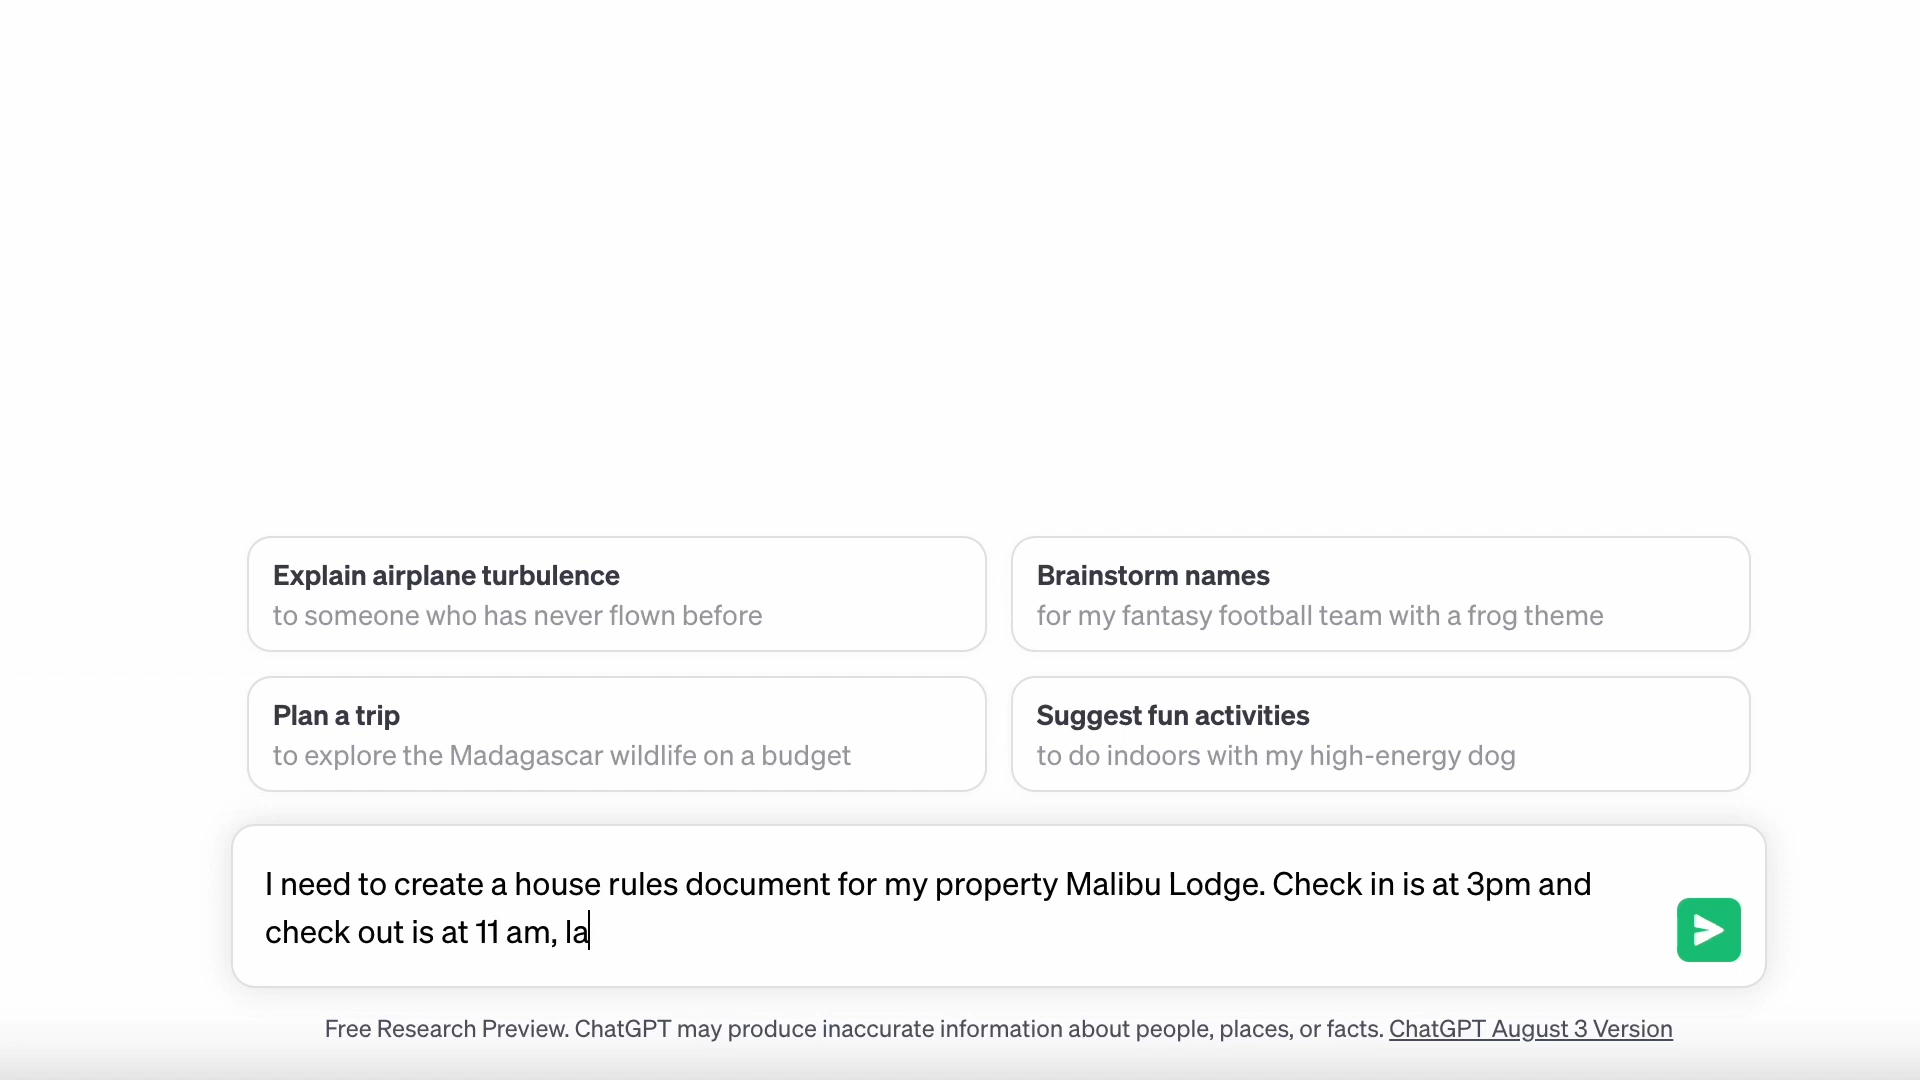 Explain airplane turbulence
to someone who has never flown before
Brainstorm names
for my fantasy football team with a frog theme
Plan a trip
to explore the Madagascar wildlife on a budget
Suggest fun activities
to do indoors with my high-energy dog
I need to create a house rules document for my property Malibu Lodge. Check in is at 3pm and
check out is at 11 am, la
Free Research Preview. ChatGPT may produce inaccurate information about people, places, or facts. ChatGPT August 3 Version